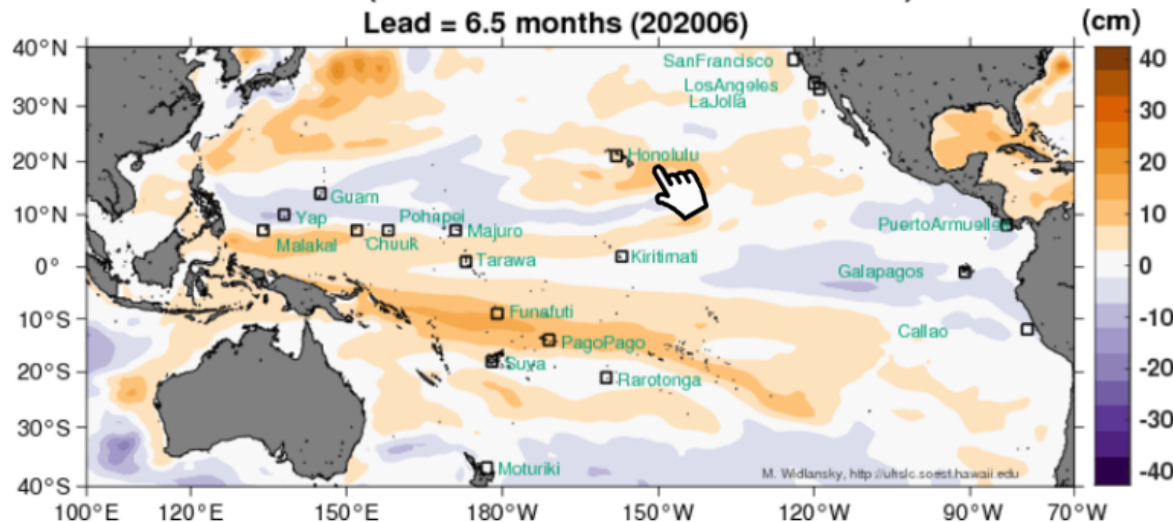 Lead = 6.5 months (202006)
(cm)
40°N
30°N
20°N
10°N
0°
10°S
20°S
30°S
40°S
SanFrancisco
LosAngeles
LaJolla
Honolulu
Guam
Yap
Pohnpei
Malakal
Chuuk
Majuro
Tarawa
Kiritimati
PuertoArmuelles
Galapagos
Funafuti
PagoPago
Callao
Suva
Rarotonga
Moturiki
M. Widlansky, http://uhslc.soest.hawaii.edu
100°E
120°E
150°E
180°W
150°W
120°W
90°W
70°W
40
30
20
10
0
-10
-20
-30
-40